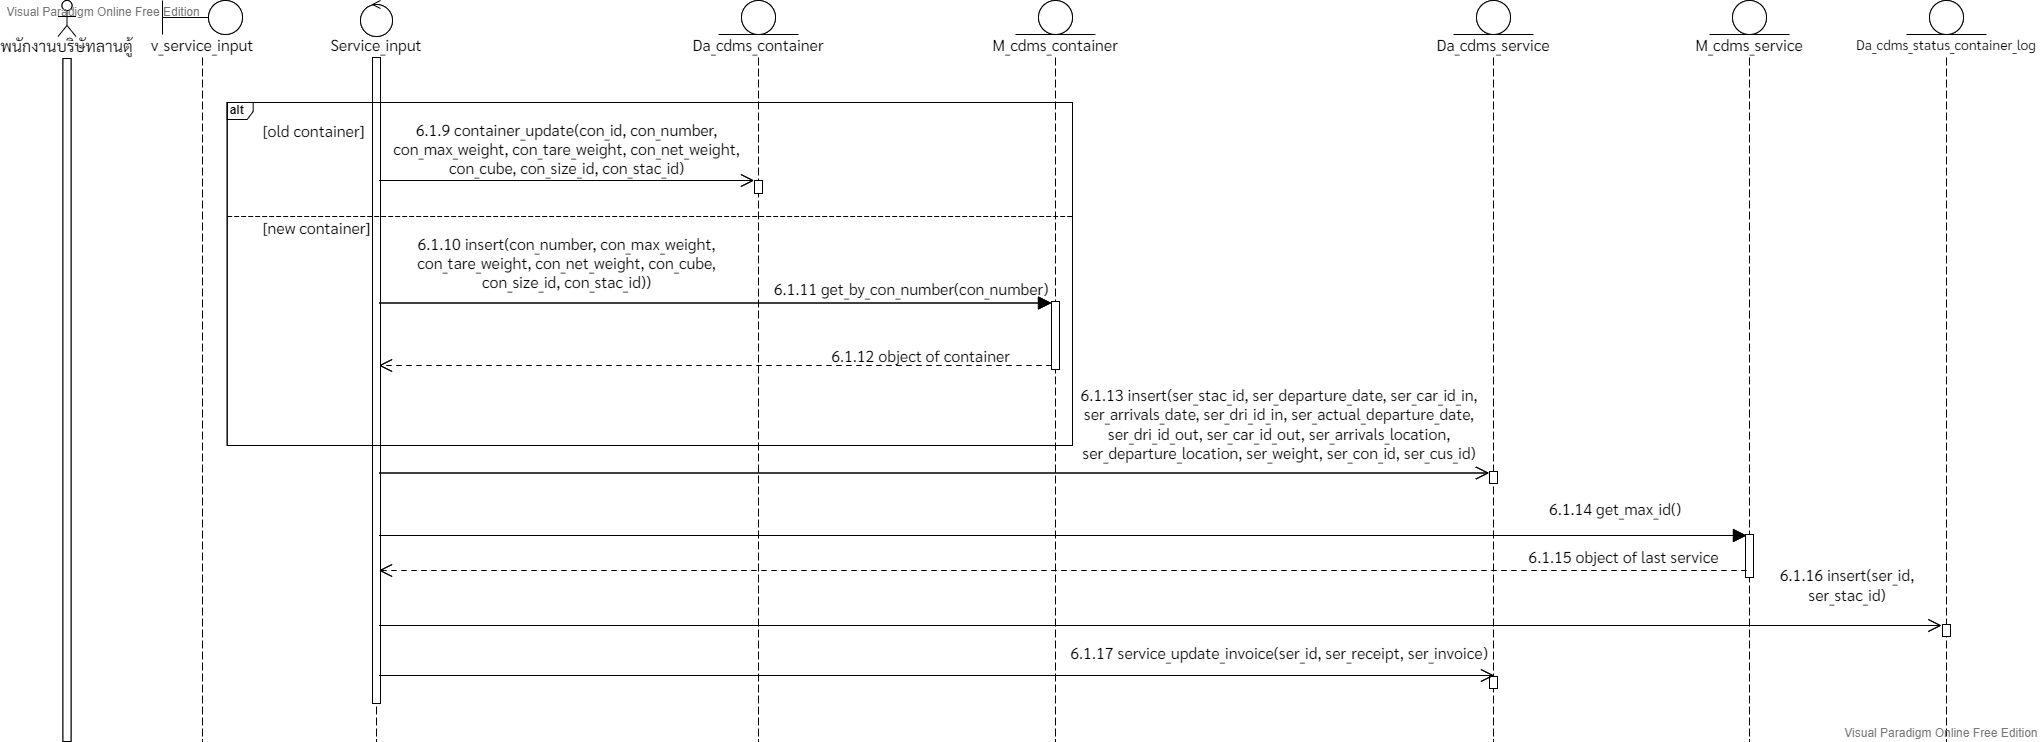 Visual Paradigm Online Free Edition
พนักงานบริษัทลานตู้
v_service_input
Service_input
Da_cdms_container
M_cdms_container
Da_cdms_service
M_cdms_service
Da_cdms_status_container_log
alt
[old container]
6.1.9 container_update(con_id, con_number,
con_max_weight, con_tare_weight, con_net_weight,
con_cube, con_size_id, con_stac_id)
[new container]
6.1.10 insert(con_number, con_max_weight,
con_tare_weight, con_net_weight, con_cube,
con_size_id, con_stac_id))
6.1.11 get_by_con_number(con_number)
6.1.12 object of container
6.1.13 insert(ser_stac_id, ser_departure_date, ser_car_id_in,
ser_arrivals_date, ser_dri_id_in, ser_actual_departure_date,
ser_dri_id_out, ser_car_id_out, ser_arrivals_location,
ser_departure_location, ser_weight, ser_con_id, ser_cus_id)
6.1.14 get_max_id()
6.1.15 object of last service
6.1.16 insert(ser_id,
ser_stac_id)
6.1.17 service_update_invoice(ser_id, ser_receipt, ser_invoice)
Visual Paradigm Online Free Edition